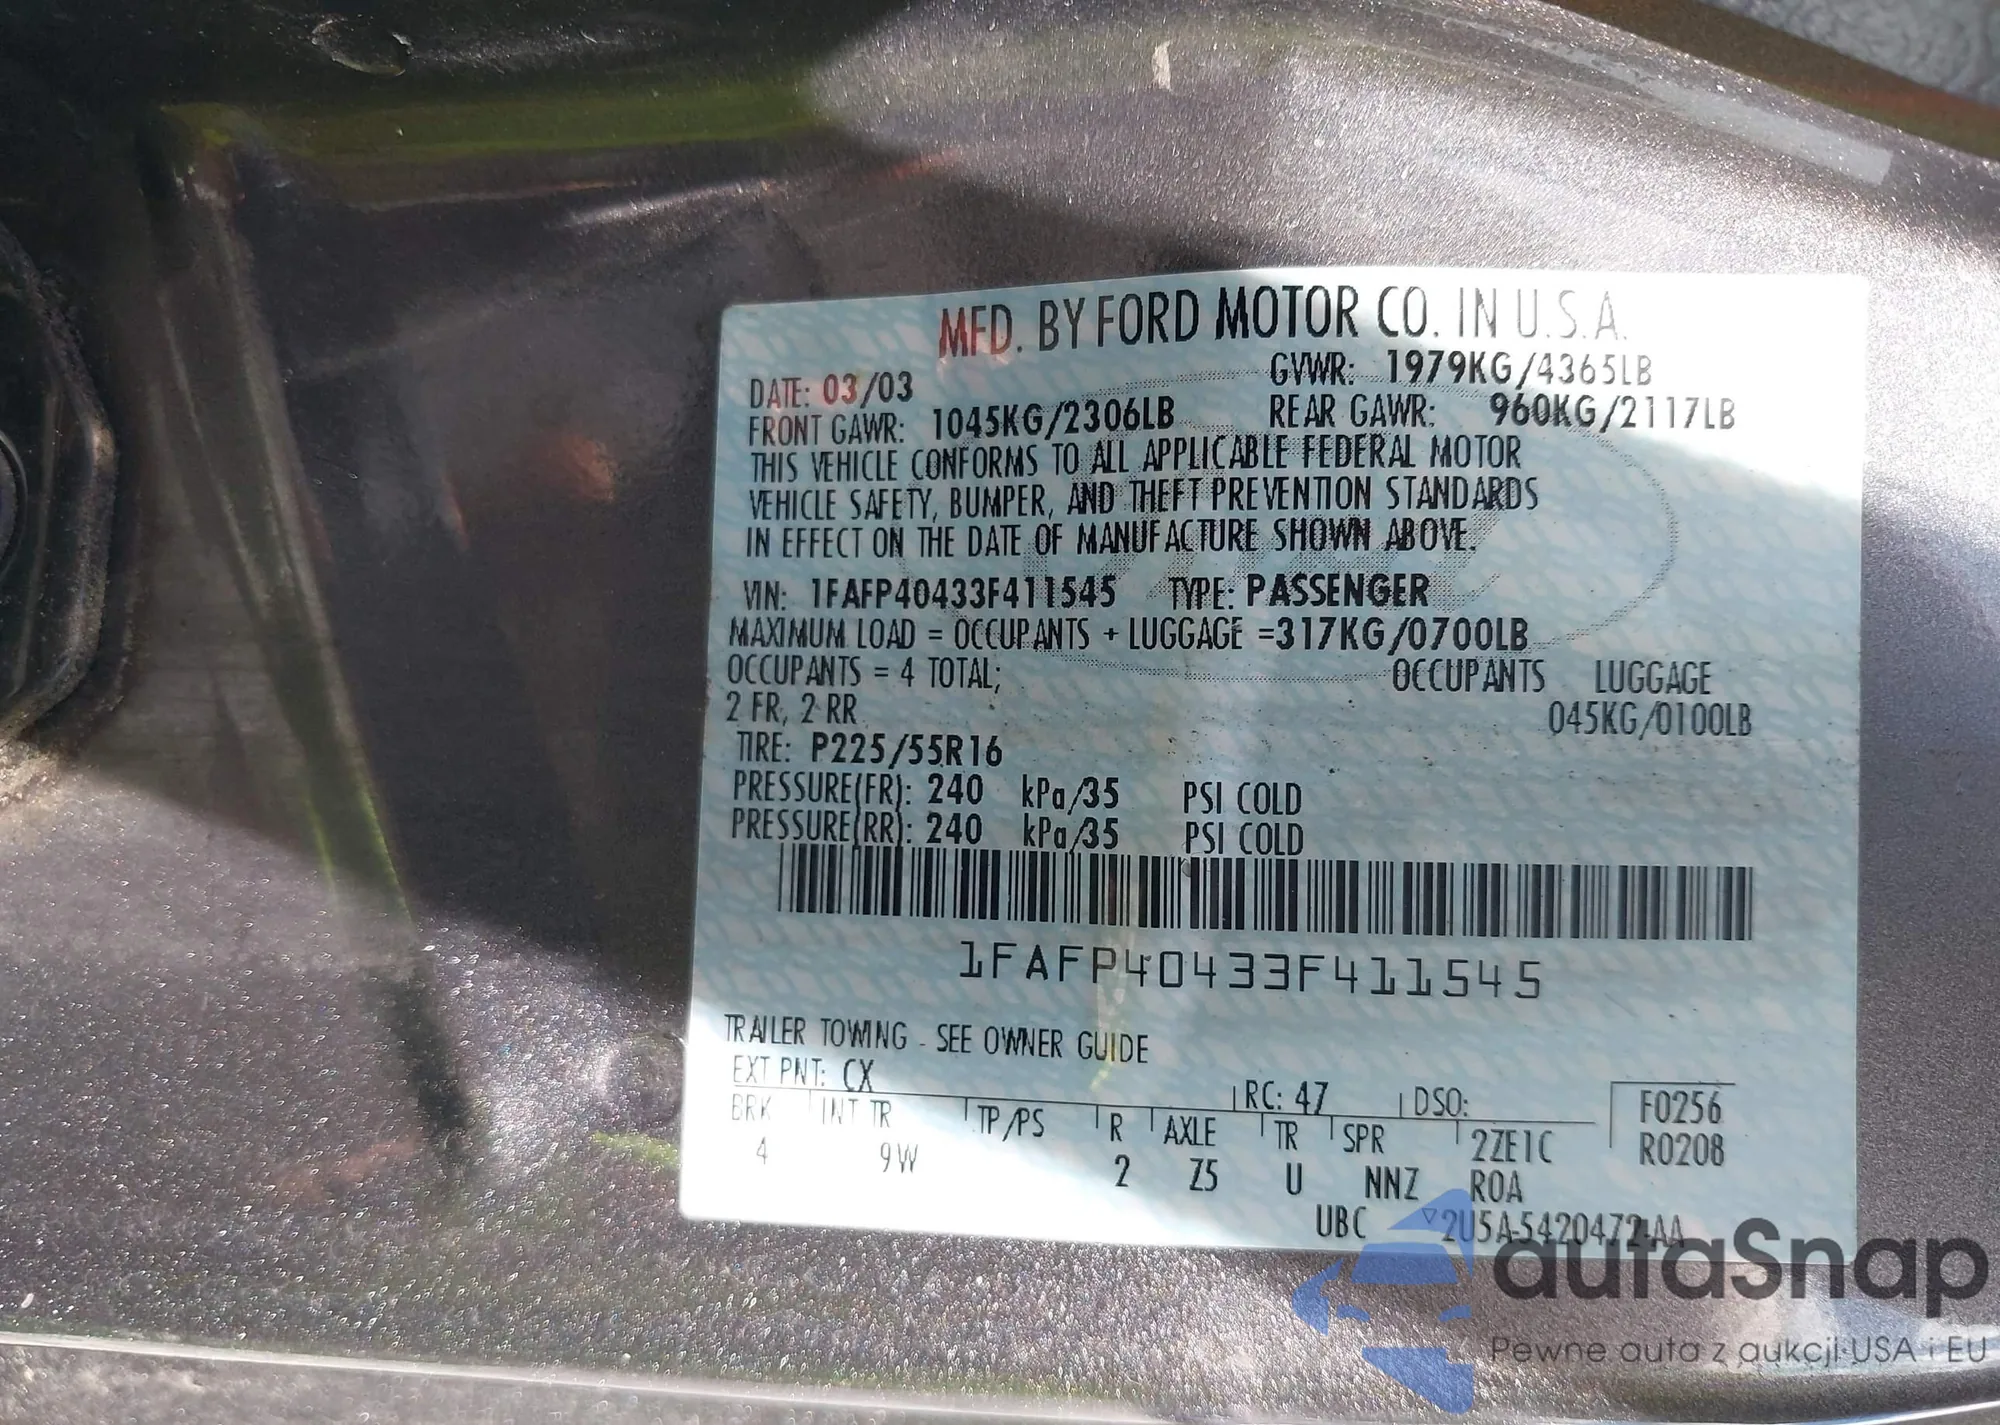 MFD. BY FORD MOTOR CO. IN U.S.A.
DATE: 03/03 GVWR: 1979KG/4365LB
FRONT GAWR: 1045KG/2306LB REAR GAWR: 960KG/2117LB
THIS VEHICLE CONFORMS TO ALL APPLICABLE FEDERAL MOTOR
VEHICLE SAFETY, BUMPER, AND THEFT PREVENTION STANDARDS
IN EFFECT ON THE DATE OF MANUFACTURE SHOWN ABOVE.
VIN: 1FAFP40433F411545 TYPE: PASSENGER
MAXIMUM LOAD = OCCUPANTS + LUGGAGE =317KG/0700LB
OCCUPANTS = 4 TOTAL; OCCUPANTS LUGGAGE
2 FR, 2 RR 045KG/0100LB
TIRE: P225/55R16
PRESSURE(FR): 240 kPa/35 PSI COLD
PRESSURE(RR): 240 kPa/35 PSI COLD
1FAFP40433F411545
TRAILER TOWING - SEE OWNER GUIDE
EXT PNT: CX RC: 47 DSO: F0256
BRK INT TR TP/PS R AXLE TR SPR 2ZE1C R0208
4 9W 2 Z5 U NNZ ROA
UBC ▽2U5A-5420472-AA
autaSnap
Pewne auta z aukcji USA i EU